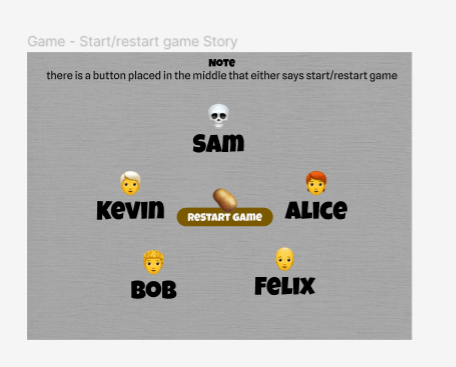 Game - Start/restart game Story
NOTE
there is a button placed in the middle that either says start/restart game
Sam
Kevin
Alice
Restart Game
Bob
Felix